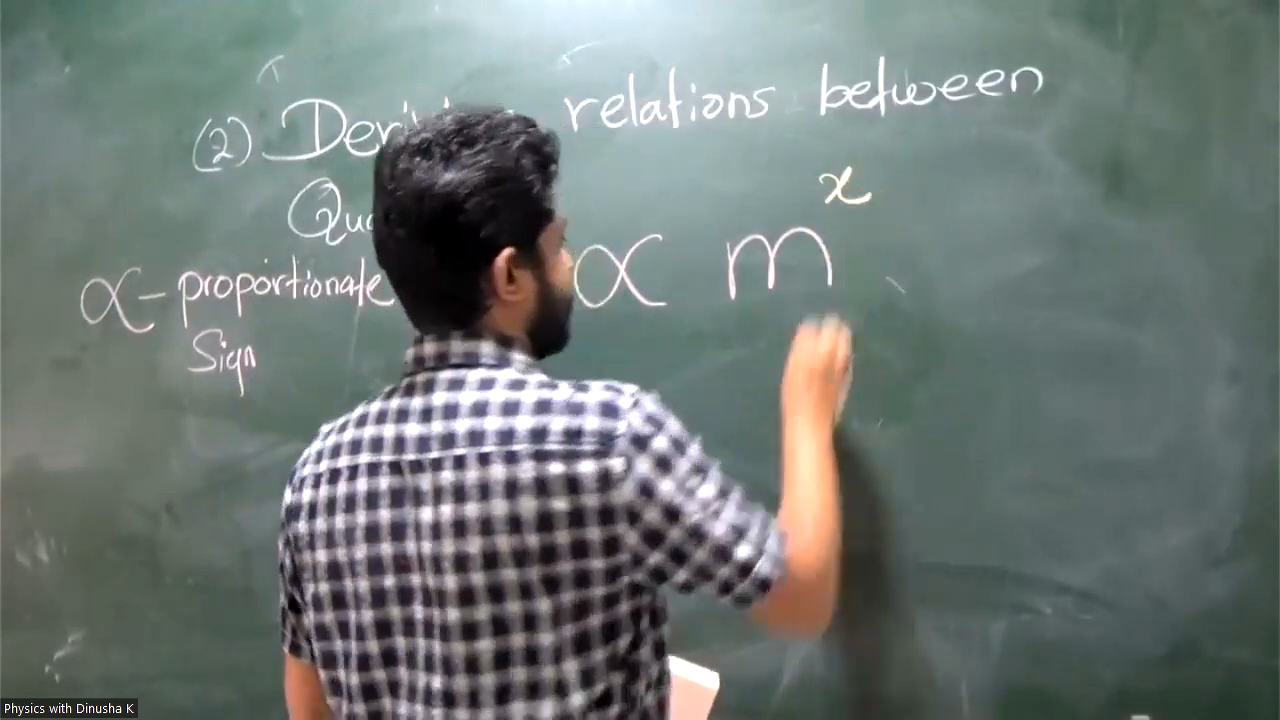 (2) relations between
x
α m
α – proportionate
Sign
Physics with Dinusha K